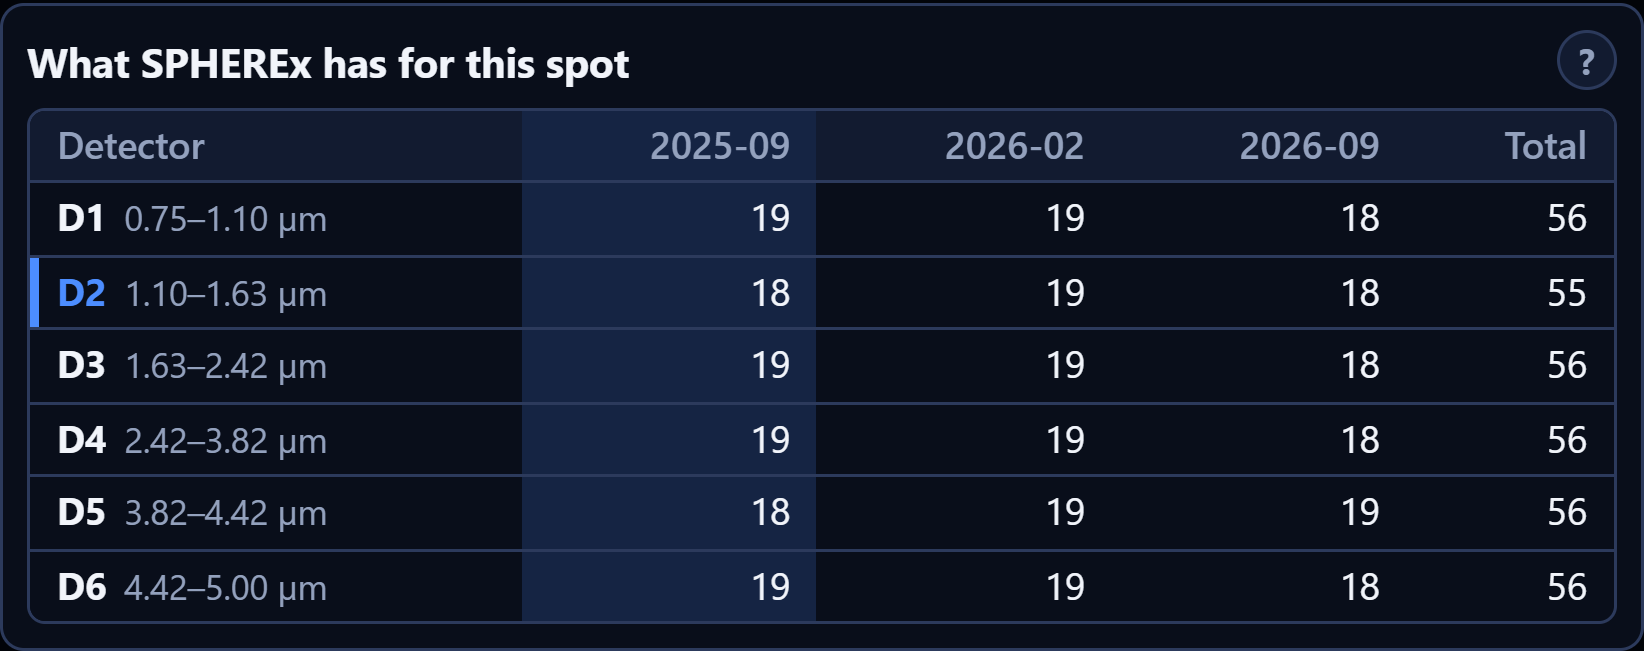 What SPHEREx has for this spot
?
Detector 2025-09 2026-02 2026-09 Total
D1 0.75–1.10 µm 19 19 18 56
D2 1.10–1.63 µm 18 19 18 55
D3 1.63–2.42 µm 19 19 18 56
D4 2.42–3.82 µm 19 19 18 56
D5 3.82–4.42 µm 18 19 19 56
D6 4.42–5.00 µm 19 19 18 56